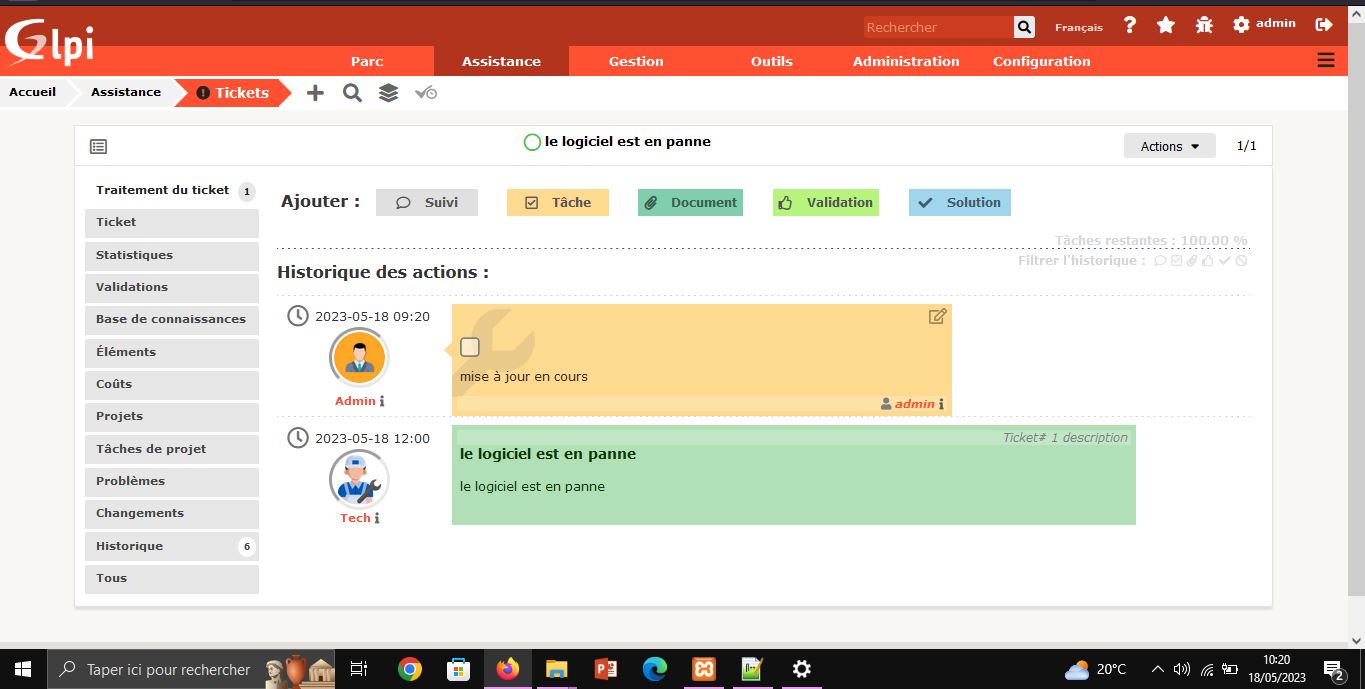 Glpi
Rechercher
Français
admin
Parc
Assistance
Gestion
Outils
Administration
Configuration
Accueil
Assistance
Tickets
le logiciel est en panne
Actions
1/1
Traitement du ticket 1
Ticket
Statistiques
Validations
Base de connaissances
Éléments
Coûts
Projets
Tâches de projet
Problèmes
Changements
Historique 6
Tous
Ajouter :
Suivi
Tâche
Document
Validation
Solution
Tâches restantes : 100.00 %
Filtrer l'historique :
Historique des actions :
2023-05-18 09:20
Admin
mise à jour en cours
admin
2023-05-18 12:00
Tech
Ticket# 1 description
le logiciel est en panne
le logiciel est en panne
Taper ici pour rechercher
20°C
10:20
18/05/2023
2